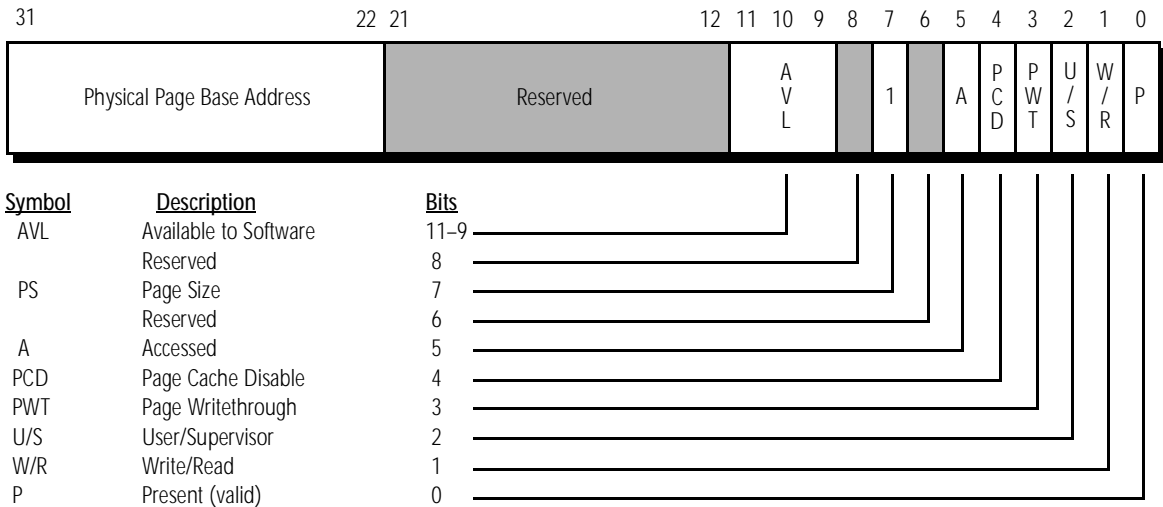 31 22 21 12 11 10 9 8 7 6 5 4 3 2 1 0
Physical Page Base Address Reserved AVL 1 A PCD PWT U/S W/R P
Symbol Description Bits
AVL Available to Software 11–9
Reserved 8
PS Page Size 7
Reserved 6
A Accessed 5
PCD Page Cache Disable 4
PWT Page Writethrough 3
U/S User/Supervisor 2
W/R Write/Read 1
P Present (valid) 0